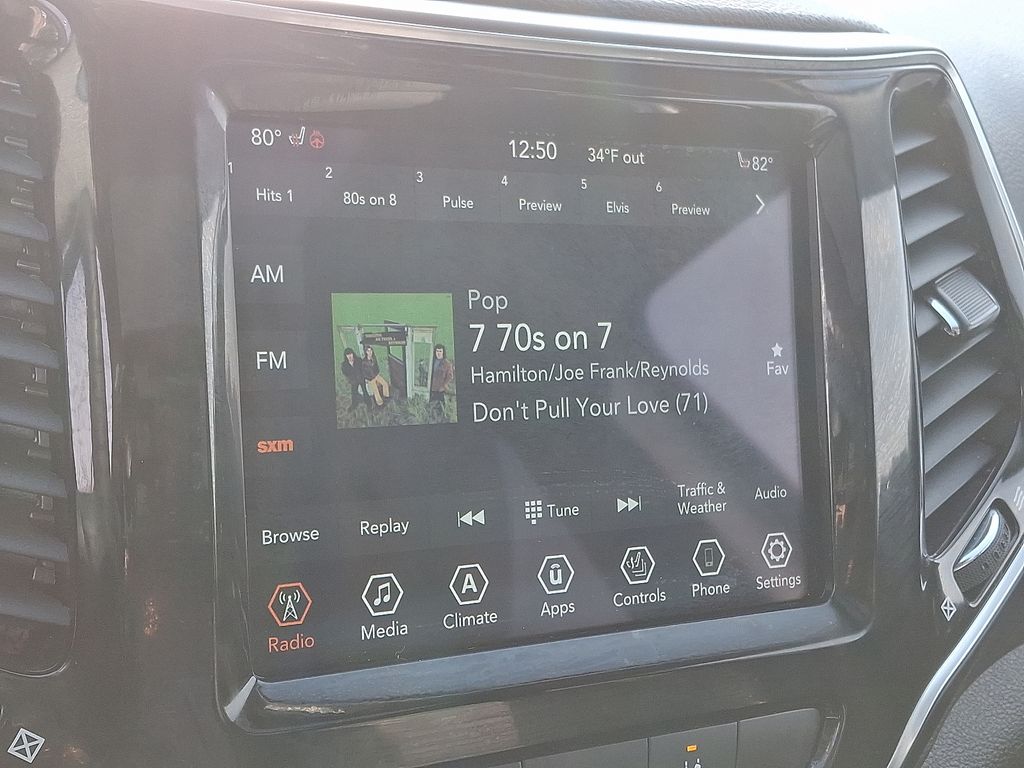 80° 12:50 34°F out 82°
1 2 3 4 5 6
Hits 1 80s on 8 Pulse Preview Elvis Preview
AM
FM
sxm
Pop
7 70s on 7
Hamilton/Joe Frank/Reynolds
Don't Pull Your Love (71)
Fav
Browse Replay Tune Traffic & Weather Audio
Radio Media A Climate u Apps Controls Phone Settings